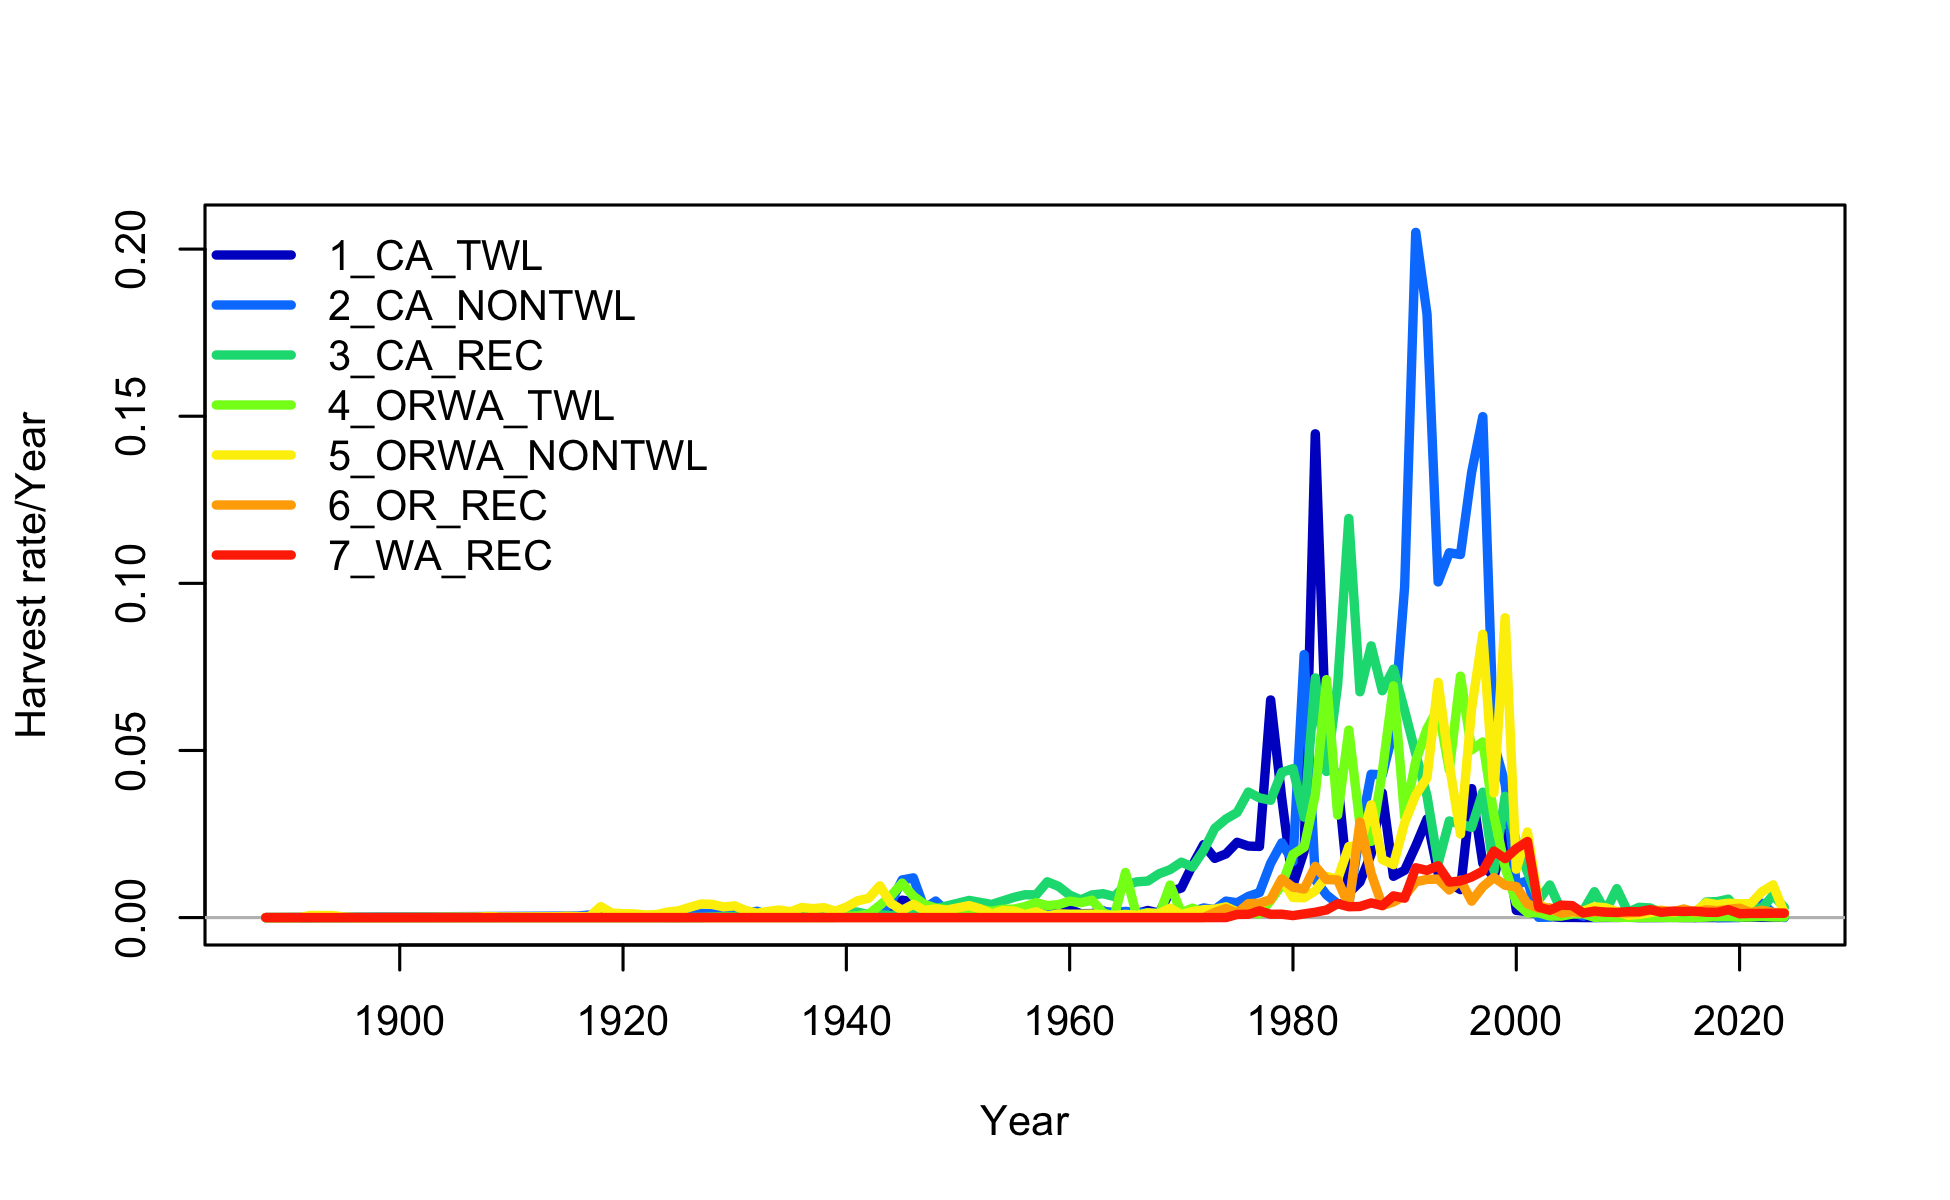 0.20
0.15
0.10
0.05
0.00
Harvest rate/Year
1_CA_TWL
2_CA_NONTWL
3_CA_REC
4_ORWA_TWL
5_ORWA_NONTWL
6_OR_REC
7_WA_REC
1900 1920 1940 1960 1980 2000 2020
Year